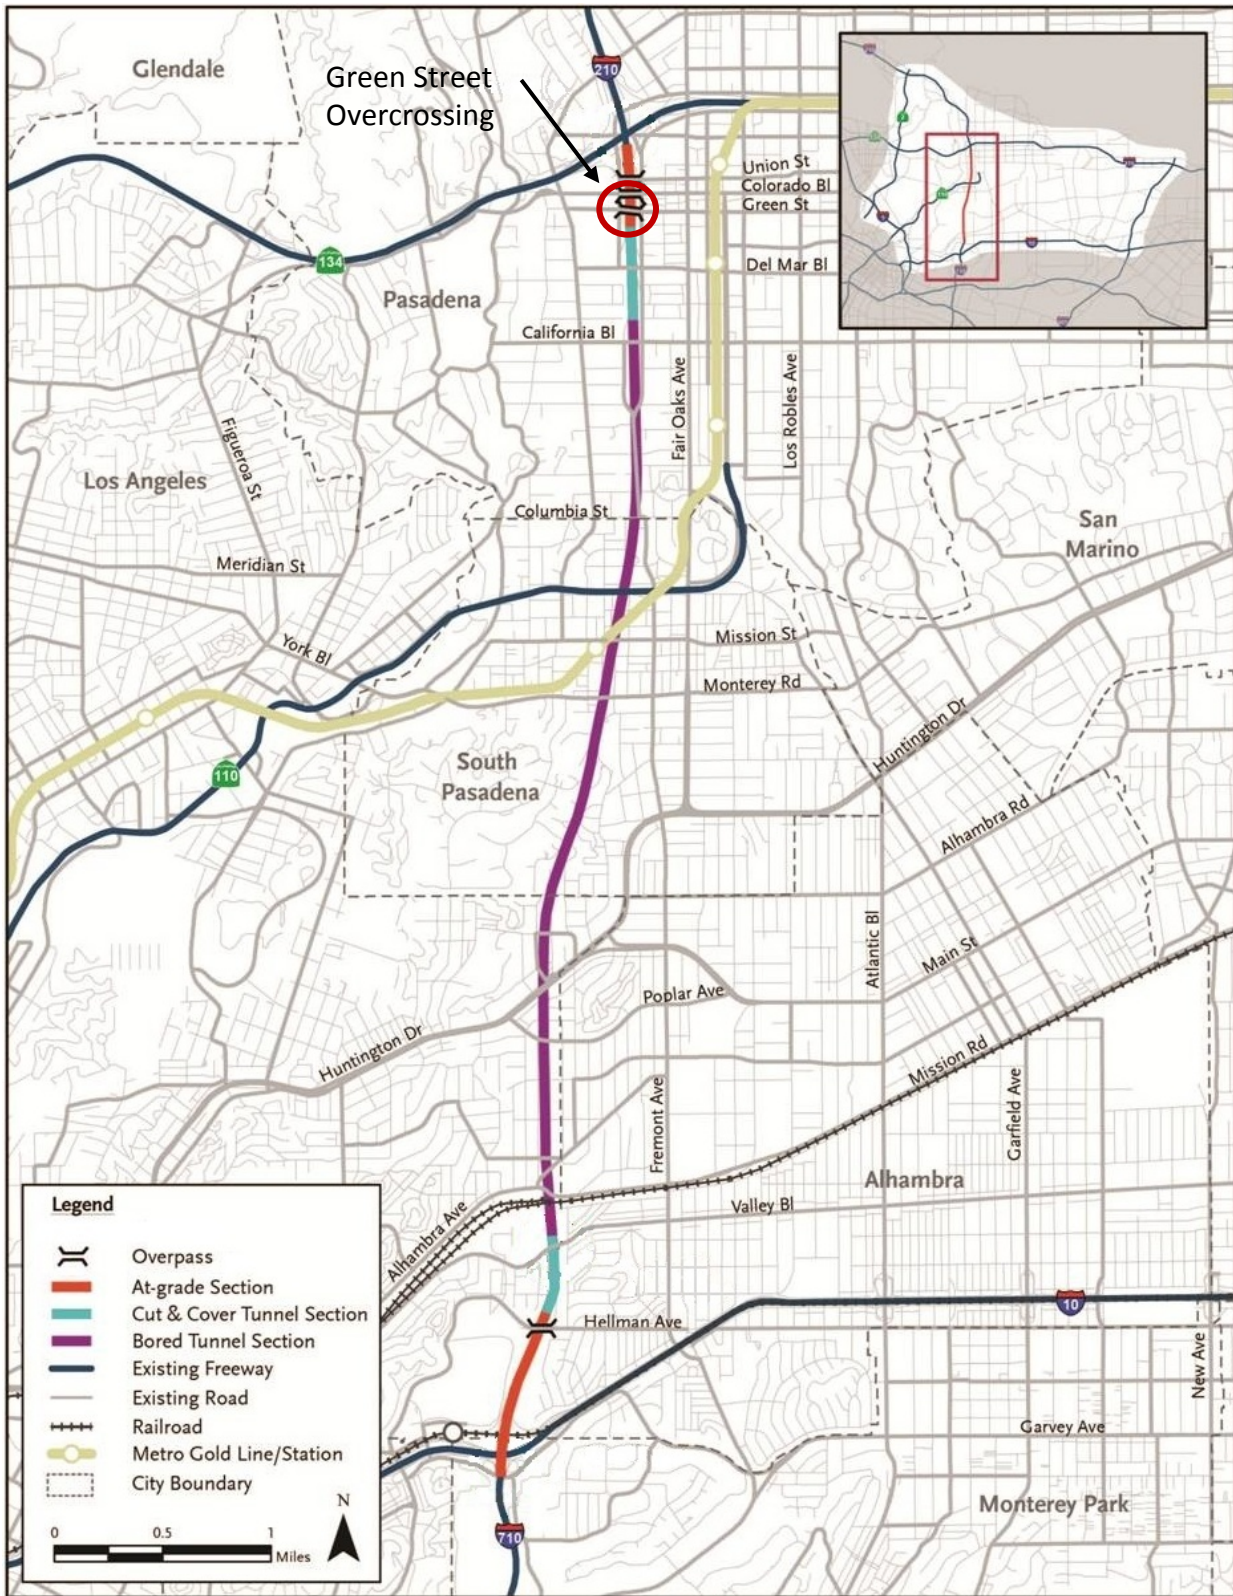 Glendale
Green Street
Overcrossing
210
Union St
Colorado Bl
Green St
134
Del Mar Bl
Pasadena
California Bl
Fair Oaks Ave
Los Robles Ave
Figueroa St
Los Angeles
Columbia St
San
Marino
Meridian St
York Bl
Mission St
Monterey Rd
Huntington Dr
110
South
Pasadena
Alhambra Rd
Atlantic Bl
Main St
Poplar Ave
Huntington Dr
Mission Rd
Fremont Ave
Garfield Ave
Alhambra
Valley Bl
Alhambra Ave
10
Hellman Ave
New Ave
Garvey Ave
Monterey Park
710
Legend
Overpass
At-grade Section
Cut & Cover Tunnel Section
Bored Tunnel Section
Existing Freeway
Existing Road
Railroad
Metro Gold Line/Station
City Boundary
N
0 0.5 1
Miles